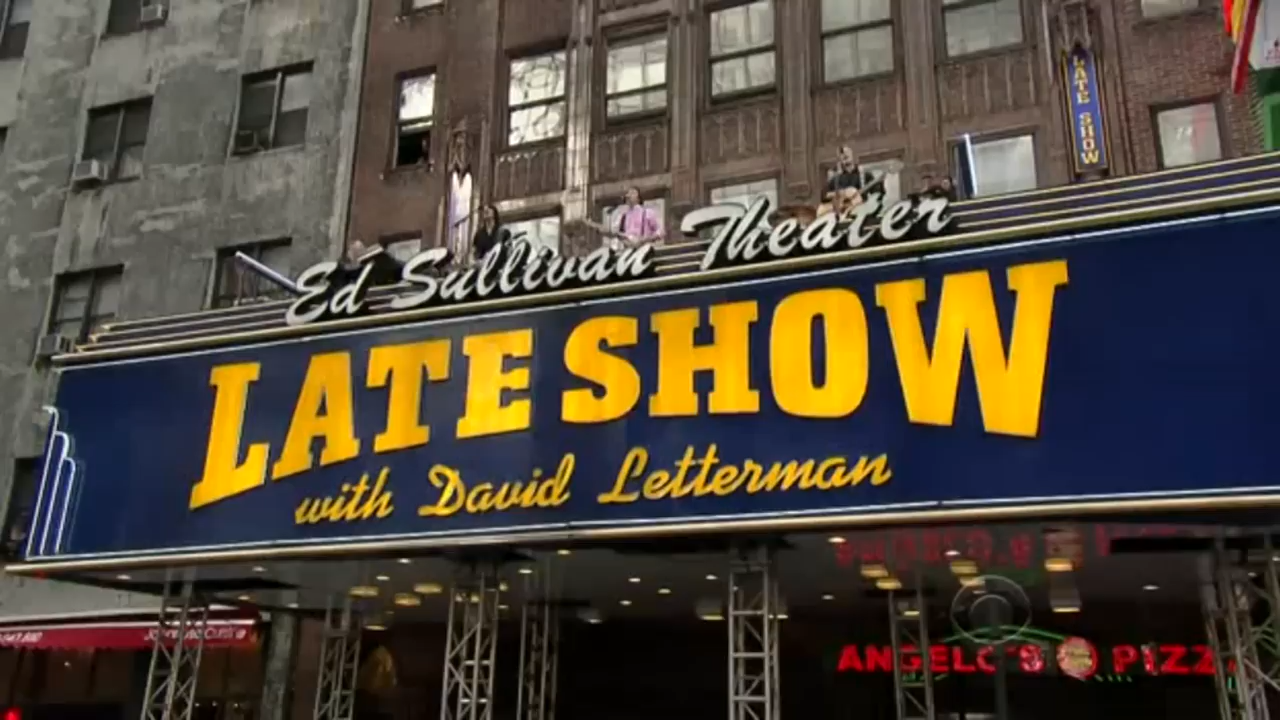 LATE SHOW
Ed Sullivan Theater
LATE SHOW
with David Letterman
ANGELO'S PIZZ